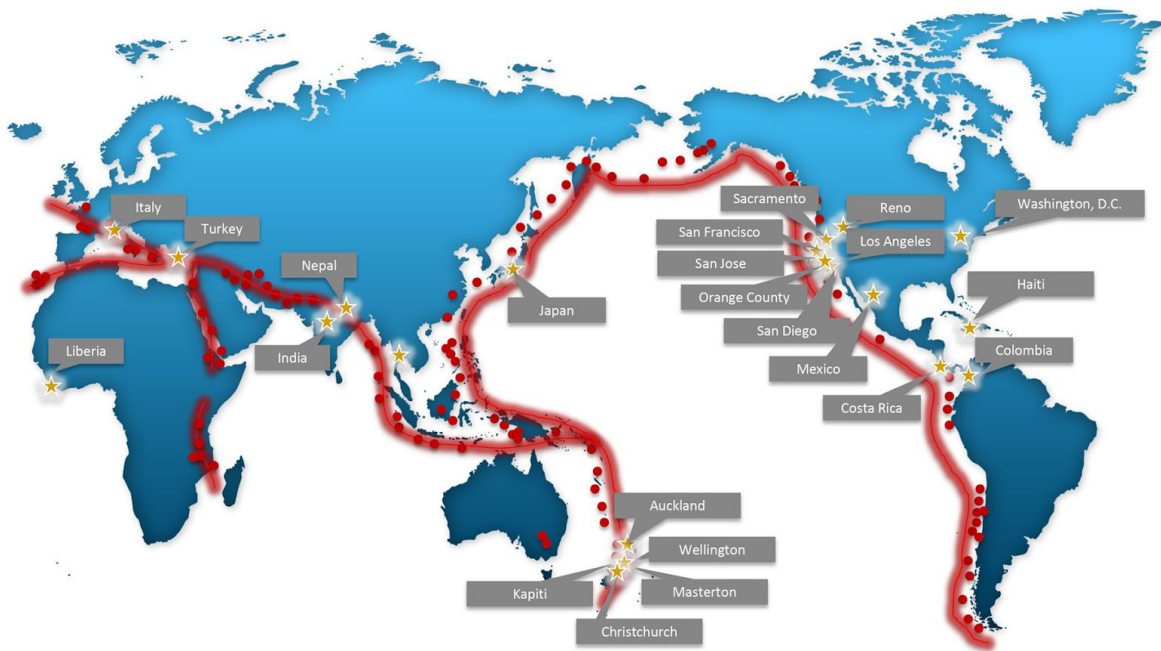 Italy
Turkey
Nepal
Liberia
India
Japan
Sacramento
Reno
Washington, D.C.
San Francisco
Los Angeles
San Jose
Orange County
Haiti
San Diego
Colombia
Mexico
Costa Rica
Auckland
Wellington
Kapiti
Masterton
Christchurch